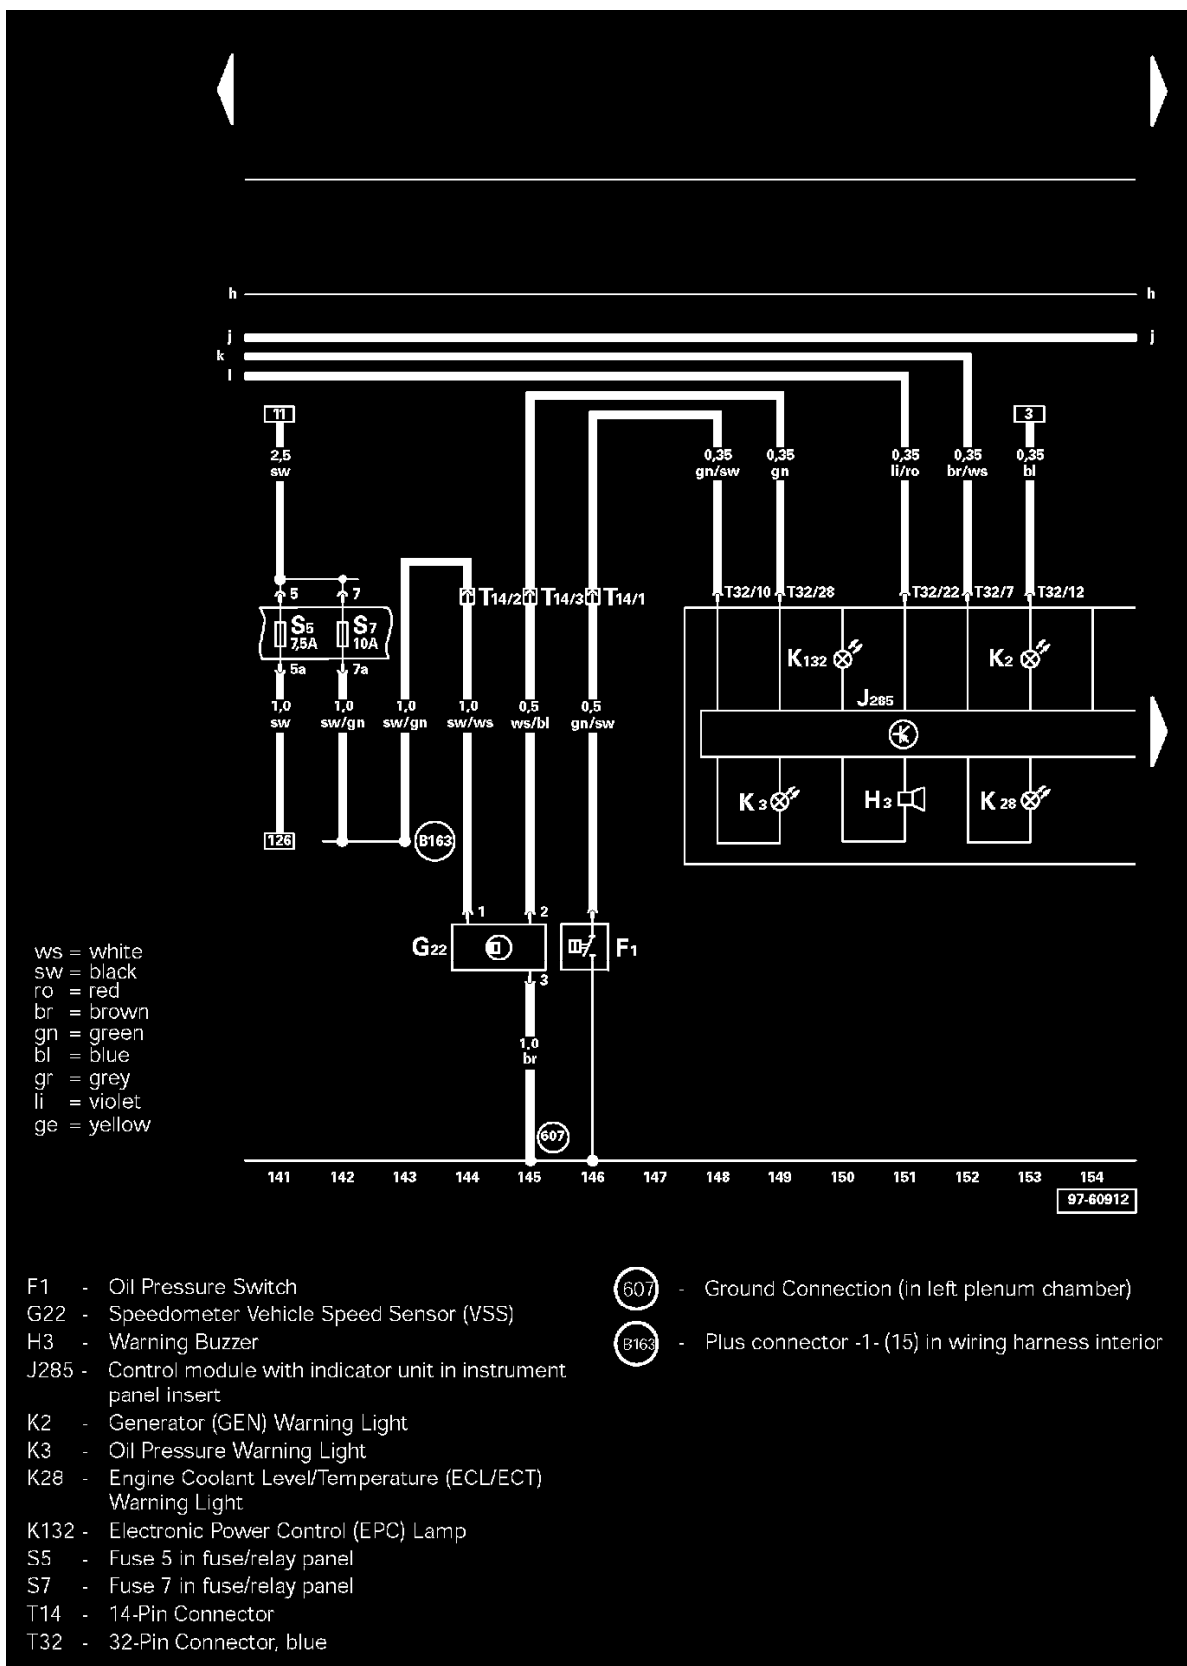 h h
j j
k
l
11 3
2,5 0,35 0,35 0,35 0,35 0,35
sw gn/sw gn li/ro br/ws bl
5 7 T14/2 T14/3 T14/1 T32/10 T32/28 T32/22 T32/7 T32/12
S5 S7
7,5A 10A
K132 K2
5a 7a
J285
1,0 1,0 1,0 1,0 0,5 0,5
sw sw/gn sw/gn sw/ws ws/bl gn/sw
K3 H3 K28
126 B163
1 2
G22 F1
3
ws = white
sw = black
ro = red
br = brown
gn = green
bl = blue
gr = grey
li = violet
ge = yellow
1,0
br
607
141 142 143 144 145 146 147 148 149 150 151 152 153 154
97-60912
F1 - Oil Pressure Switch
G22 - Speedometer Vehicle Speed Sensor (VSS)
H3 - Warning Buzzer
J285 - Control module with indicator unit in instrument
panel insert
K2 - Generator (GEN) Warning Light
K3 - Oil Pressure Warning Light
K28 - Engine Coolant Level/Temperature (ECL/ECT)
Warning Light
K132 - Electronic Power Control (EPC) Lamp
S5 - Fuse 5 in fuse/relay panel
S7 - Fuse 7 in fuse/relay panel
T14 - 14-Pin Connector
T32 - 32-Pin Connector, blue
607 - Ground Connection (in left plenum chamber)
B163 - Plus connector -1- (15) in wiring harness interior